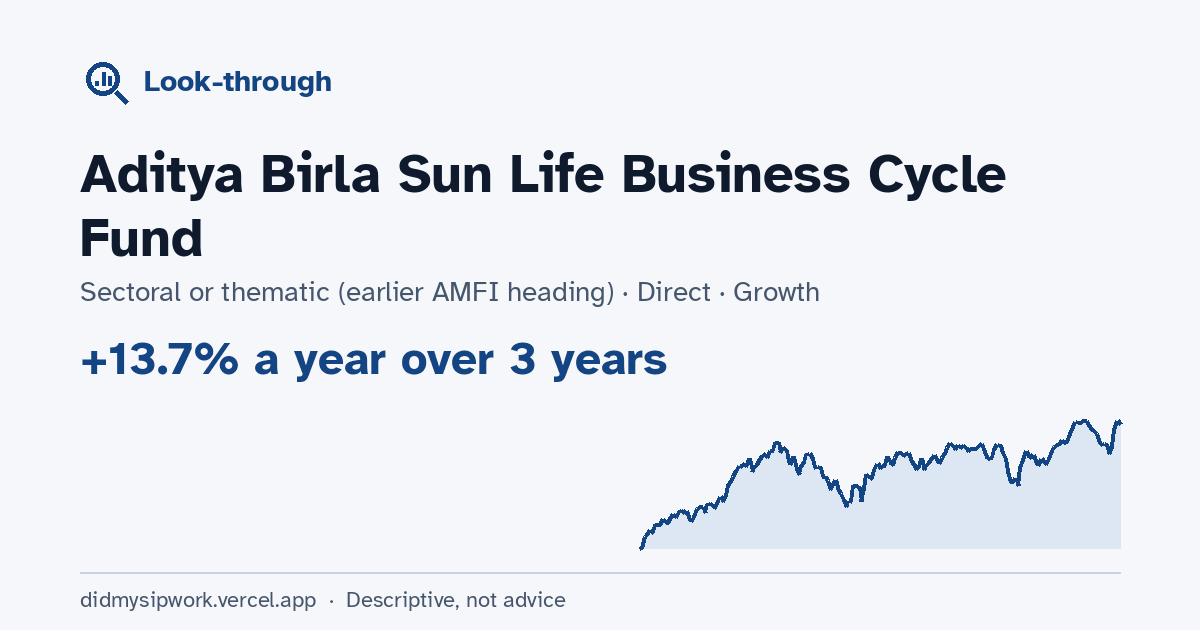 Look-through
Aditya Birla Sun Life Business Cycle
Fund
Sectoral or thematic (earlier AMFI heading) · Direct · Growth
+13.7% a year over 3 years
didmysipwork.vercel.app · Descriptive, not advice